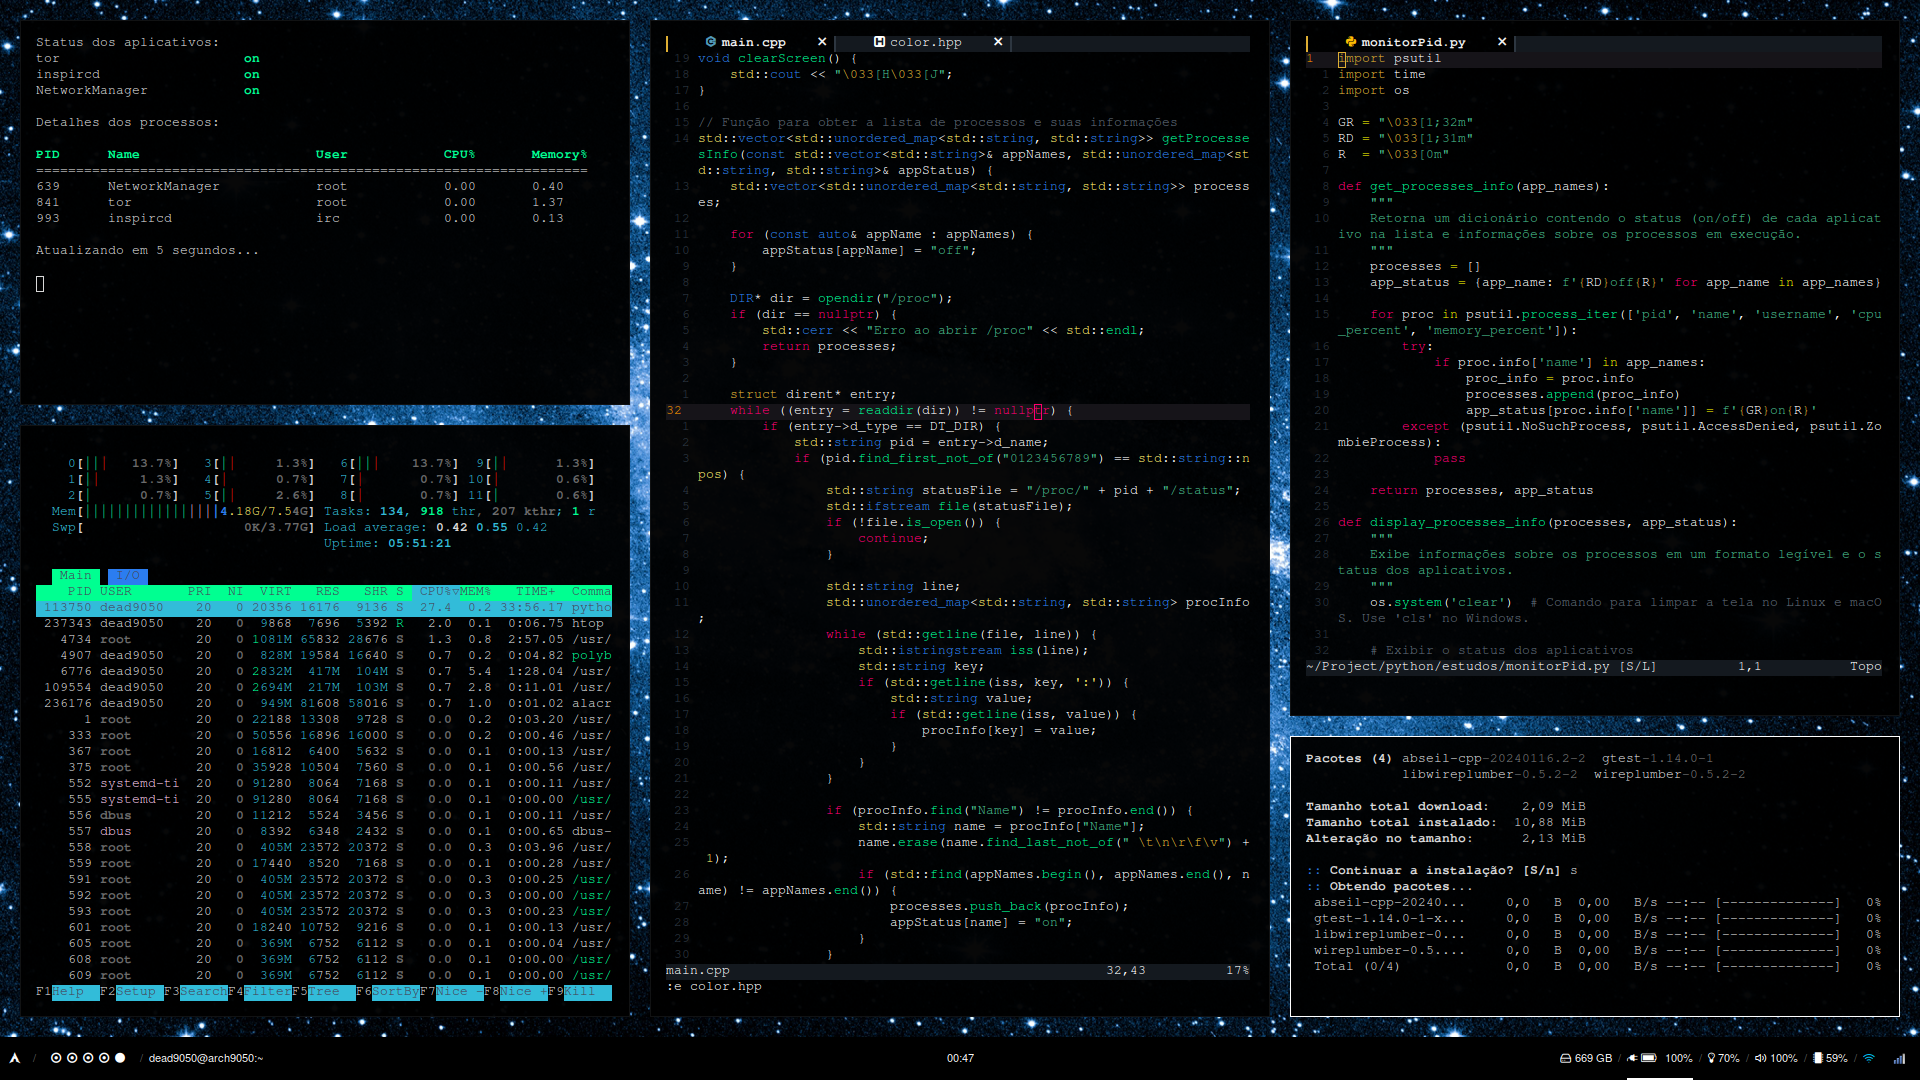 Status dos aplicativos:
tor on
inspircd on
NetworkManager on
Detalhes dos processos:
PID Name User CPU% Memory%
=====================================================================
639 NetworkManager root 0.00 0.40
841 tor root 0.00 1.37
993 inspircd irc 0.00 0.13
Atualizando em 5 segundos...
0[||| 13.7%] 3[|| 1.3%] 6[||| 13.7%] 9[|| 1.3%]
1[|| 1.3%] 4[| 0.7%] 7[| 0.7%] 10[| 0.6%]
2[| 0.7%] 5[|| 2.6%] 8[| 0.7%] 11[| 0.6%]
Mem[|||||||||||||||||4.18G/7.54G] Tasks: 134, 918 thr, 207 kthr; 1 r
Swp[ 0K/3.77G] Load average: 0.42 0.55 0.42
Uptime: 05:51:21
Main I/O
PID USER PRI NI VIRT RES SHR S CPU%▽MEM% TIME+ Comma
113750 dead9050 20 0 20356 16176 9136 S 27.4 0.2 33:56.17 pytho
237343 dead9050 20 0 9868 7696 5392 R 2.0 0.1 0:06.75 htop
4734 root 20 0 1081M 65832 28676 S 1.3 0.8 2:57.05 /usr/
4907 dead9050 20 0 828M 19584 16640 S 0.7 0.2 0:04.82 polyb
6776 dead9050 20 0 2832M 417M 104M S 0.7 5.4 1:28.04 /usr/
109554 dead9050 20 0 2694M 217M 103M S 0.7 2.8 0:11.01 /usr/
236176 dead9050 20 0 949M 81608 58016 S 0.7 1.0 0:01.02 alacr
1 root 20 0 22188 13308 9728 S 0.0 0.2 0:03.20 /usr/
333 root 20 0 50556 16896 16000 S 0.0 0.2 0:00.46 /usr/
367 root 20 0 16812 6400 5632 S 0.0 0.1 0:00.13 /usr/
375 root 20 0 35928 10504 7560 S 0.0 0.1 0:00.56 /usr/
552 systemd-ti 20 0 91280 8064 7168 S 0.0 0.1 0:00.11 /usr/
555 systemd-ti 20 0 91280 8064 7168 S 0.0 0.1 0:00.00 /usr/
556 dbus 20 0 11212 5524 3456 S 0.0 0.1 0:00.11 /usr/
557 dbus 20 0 8392 6348 2432 S 0.0 0.1 0:00.65 dbus-
558 root 20 0 405M 23572 20372 S 0.0 0.3 0:03.96 /usr/
559 root 20 0 17440 8520 7168 S 0.0 0.1 0:00.28 /usr/
591 root 20 0 405M 23572 20372 S 0.0 0.3 0:00.25 /usr/
592 root 20 0 405M 23572 20372 S 0.0 0.3 0:00.00 /usr/
593 root 20 0 405M 23572 20372 S 0.0 0.3 0:00.23 /usr/
601 root 20 0 18240 10752 9216 S 0.0 0.1 0:00.13 /usr/
605 root 20 0 369M 6752 6112 S 0.0 0.1 0:00.04 /usr/
608 root 20 0 369M 6752 6112 S 0.0 0.1 0:00.00 /usr/
609 root 20 0 369M 6752 6112 S 0.0 0.1 0:00.00 /usr/
F1Help F2Setup F3SearchF4FilterF5Tree F6SortByF7Nice -F8Nice +F9Kill
main.cpp × color.hpp ×
19 void clearScreen() {
18 std::cout << "\033[H\033[J";
17 }
16
15 // Função para obter a lista de processos e suas informações
14 std::vector<std::unordered_map<std::string, std::string>> getProcesse
sInfo(const std::vector<std::string>& appNames, std::unordered_map<st
d::string, std::string>& appStatus) {
13 std::vector<std::unordered_map<std::string, std::string>> process
es;
12
11 for (const auto& appName : appNames) {
10 appStatus[appName] = "off";
9 }
8
7 DIR* dir = opendir("/proc");
6 if (dir == nullptr) {
5 std::cerr << "Erro ao abrir /proc" << std::endl;
4 return processes;
3 }
2
1 struct dirent* entry;
32 while ((entry = readdir(dir)) != nullptr) {
1 if (entry->d_type == DT_DIR) {
2 std::string pid = entry->d_name;
3 if (pid.find_first_not_of("0123456789") == std::string::n
pos) {
4 std::string statusFile = "/proc/" + pid + "/status";
5 std::ifstream file(statusFile);
6 if (!file.is_open()) {
7 continue;
8 }
9
10 std::string line;
11 std::unordered_map<std::string, std::string> procInfo
;
12 while (std::getline(file, line)) {
13 std::istringstream iss(line);
14 std::string key;
15 if (std::getline(iss, key, ':')) {
16 std::string value;
17 if (std::getline(iss, value)) {
18 procInfo[key] = value;
19 }
20 }
21 }
22
23 if (procInfo.find("Name") != procInfo.end()) {
24 std::string name = procInfo["Name"];
25 name.erase(name.find_last_not_of(" \t\n\r\f\v") +
1);
26 if (std::find(appNames.begin(), appNames.end(), n
ame) != appNames.end()) {
27 processes.push_back(procInfo);
28 appStatus[name] = "on";
29 }
30 }
main.cpp 32,43 17%
:e color.hpp
monitorPid.py ×
1 import psutil
1 import time
2 import os
3
4 GR = "\033[1;32m"
5 RD = "\033[1;31m"
6 R = "\033[0m"
7
8 def get_processes_info(app_names):
9 """
10 Retorna um dicionário contendo o status (on/off) de cada aplicat
ivo na lista e informações sobre os processos em execução.
11 """
12 processes = []
13 app_status = {app_name: f'{RD}off{R}' for app_name in app_names}
14
15 for proc in psutil.process_iter(['pid', 'name', 'username', 'cpu
_percent', 'memory_percent']):
16 try:
17 if proc.info['name'] in app_names:
18 proc_info = proc.info
19 processes.append(proc_info)
20 app_status[proc.info['name']] = f'{GR}on{R}'
21 except (psutil.NoSuchProcess, psutil.AccessDenied, psutil.Zo
mbieProcess):
22 pass
23
24 return processes, app_status
25
26 def display_processes_info(processes, app_status):
27 """
28 Exibe informações sobre os processos em um formato legível e o s
tatus dos aplicativos.
29 """
30 os.system('clear') # Comando para limpar a tela no Linux e macO
S. Use 'cls' no Windows.
31
32 # Exibir o status dos aplicativos
~/Project/python/estudos/monitorPid.py [S/L] 1,1 Topo
Pacotes (4) abseil-cpp-20240116.2-2 gtest-1.14.0-1
libwireplumber-0.5.2-2 wireplumber-0.5.2-2
Tamanho total download: 2,09 MiB
Tamanho total instalado: 10,88 MiB
Alteração no tamanho: 2,13 MiB
:: Continuar a instalação? [S/n] s
:: Obtendo pacotes...
abseil-cpp-20240... 0,0 B 0,00 B/s --:-- [--------------] 0%
gtest-1.14.0-1-x... 0,0 B 0,00 B/s --:-- [--------------] 0%
libwireplumber-0... 0,0 B 0,00 B/s --:-- [--------------] 0%
wireplumber-0.5.... 0,0 B 0,00 B/s --:-- [--------------] 0%
Total (0/4) 0,0 B 0,00 B/s --:-- [--------------] 0%
/ / dead9050@arch9050:~ 00:47 669 GB / 100% / 70% / 100% / 59% /